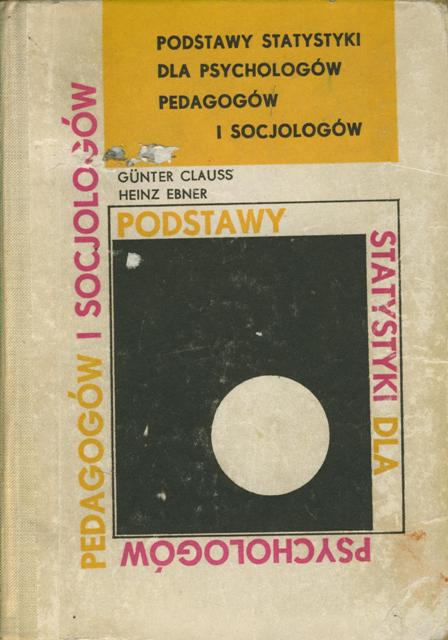 PODSTAWY STATYSTYKI
DLA PSYCHOLOGÓW
PEDAGOGÓW
I SOCJOLOGÓW
GÜNTER CLAUSS
HEINZ EBNER
PODSTAWY
STATYSTYKI DLA
PSYCHOLOGÓW
PEDAGOGÓW I SOCJOLOGÓW